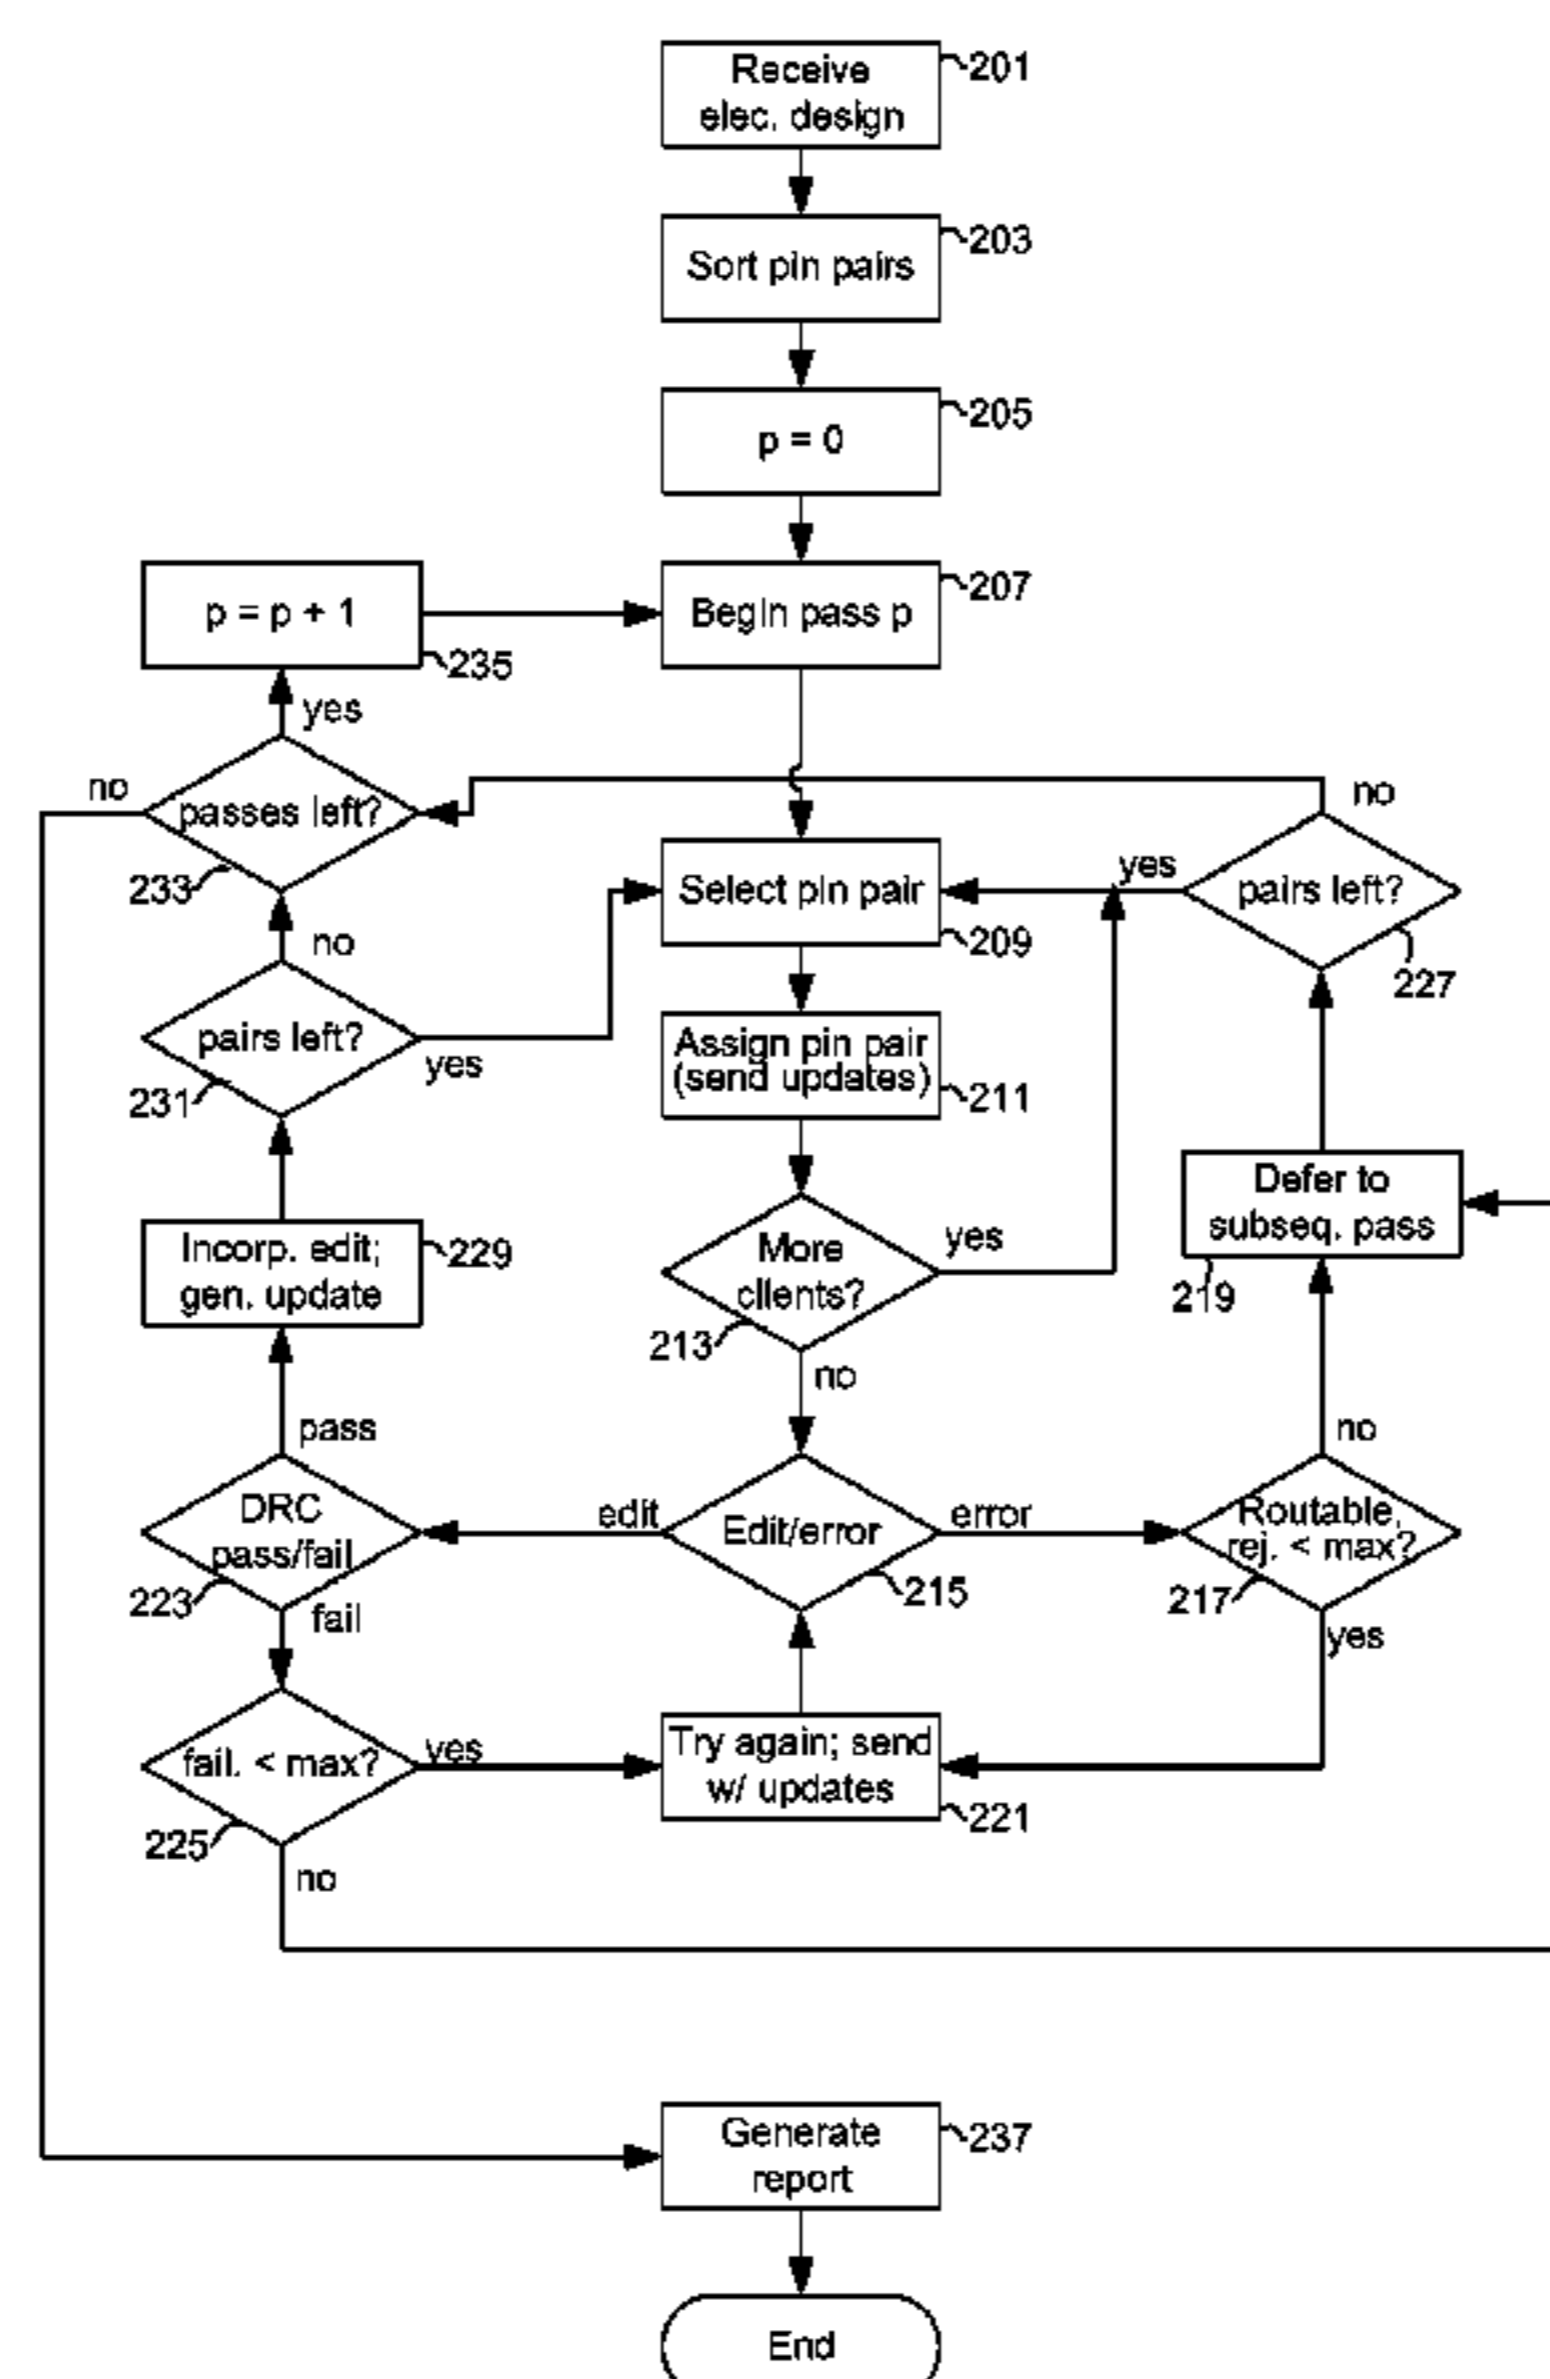 Receive
elec. design
201
Sort pin pairs
203
p = 0
205
p = p + 1
235
Begin pass p
207
yes
no
passes left?
233
no
pairs left?
227
yes
Select pin pair
209
no
pairs left?
231
yes
Assign pin pair
(send updates)
211
Defer to
subseq. pass
219
Incorp. edit;
gen. update
229
More
clients?
213
yes
no
pass
DRC
pass/fail
223
fail
edit
Edit/error
215
error
no
Routable,
rej. < max?
217
yes
fail. < max?
225
yes
no
Try again; send
w/ updates
221
Generate
report
237
End